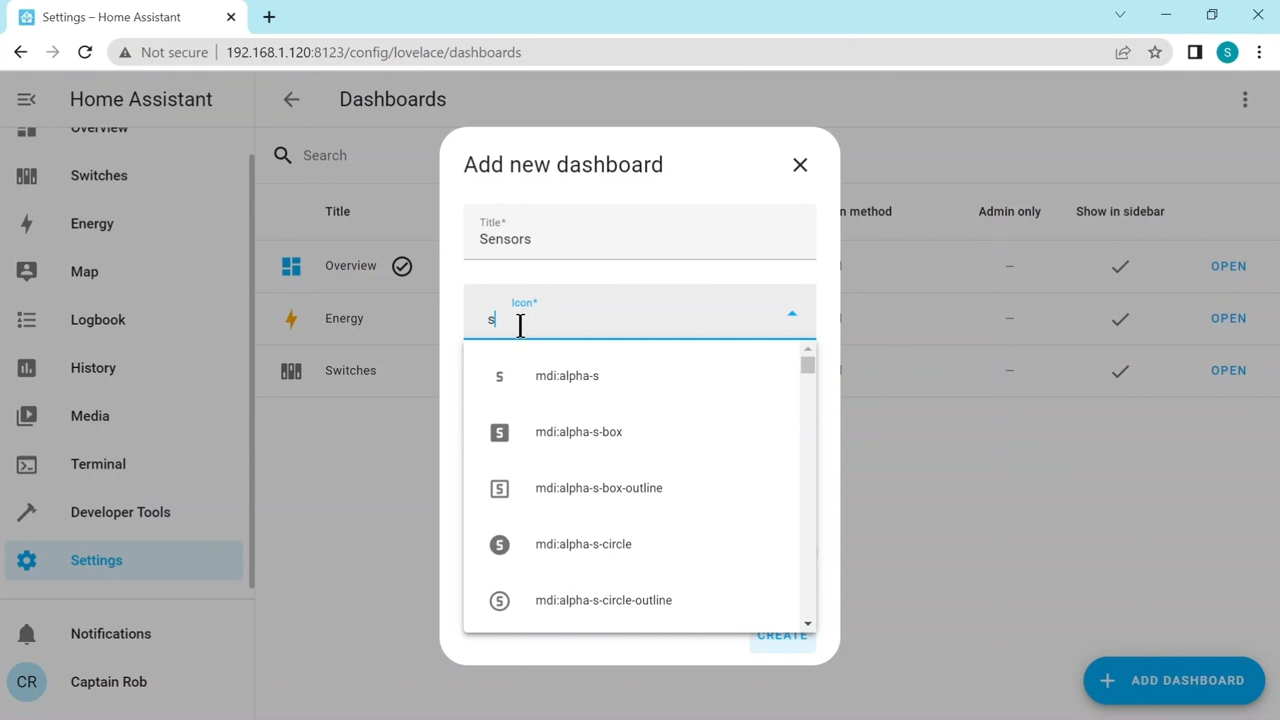 Settings – Home Assistant
Not secure
192.168.1.120:8123/config/lovelace/dashboards
S
Home Assistant
Dashboards
Overview
Search
Add new dashboard
Switches
Title
Title*
Sensors
n method
Admin only
Show in sidebar
Energy
Map
Overview
–
OPEN
Icon*
s
Logbook
Energy
–
OPEN
History
Switches
–
OPEN
S mdi:alpha-s
Media
S mdi:alpha-s-box
Terminal
S mdi:alpha-s-box-outline
Developer Tools
S mdi:alpha-s-circle
Settings
S mdi:alpha-s-circle-outline
Notifications
CREATE
CR Captain Rob
ADD DASHBOARD